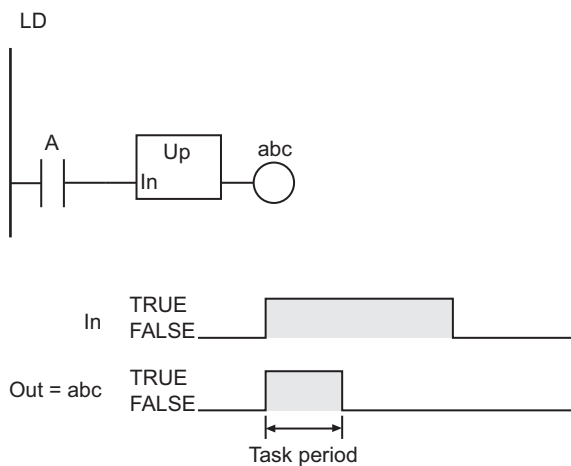 LD
A
Up
abc
In
In
TRUE
FALSE
Out = abc
TRUE
FALSE
Task period